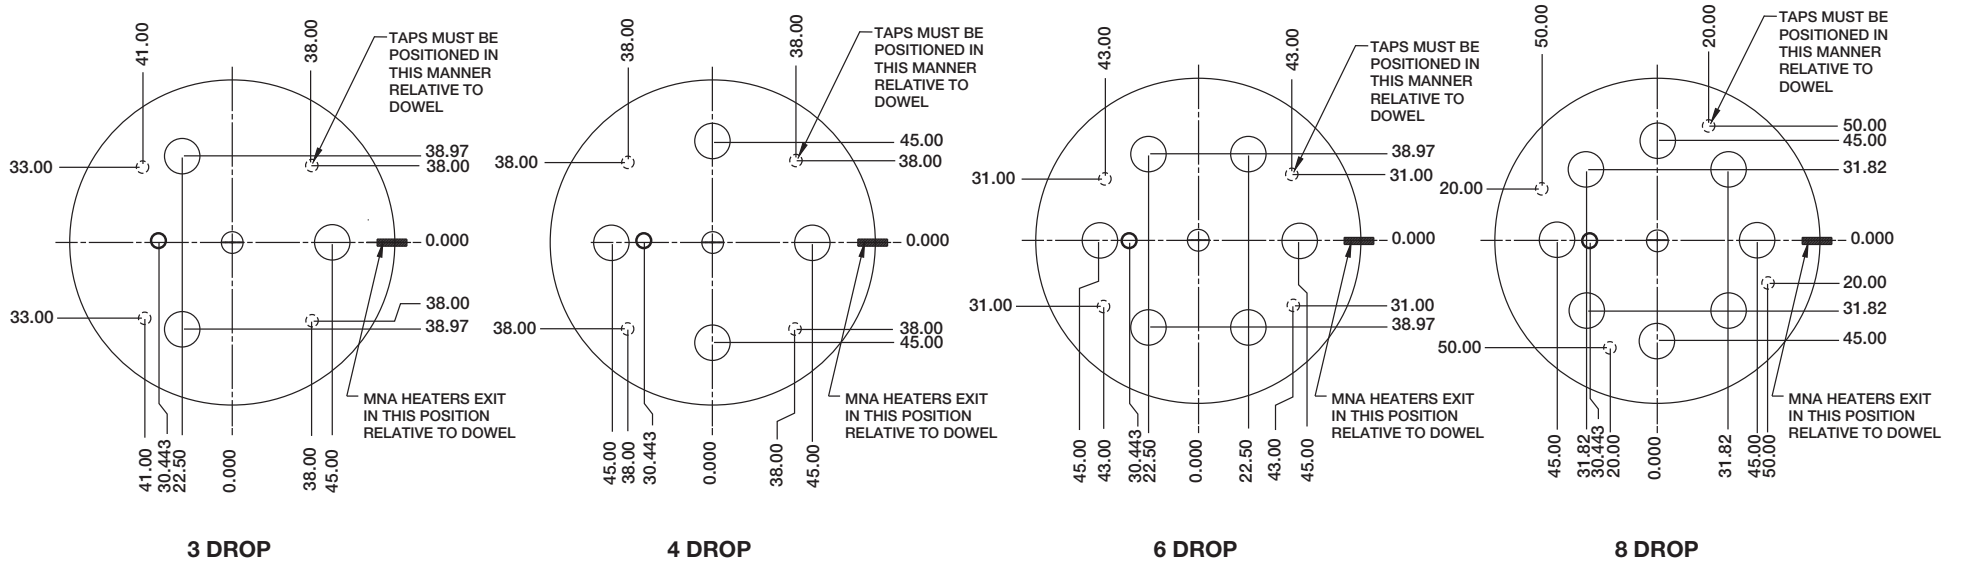 41.00
38.00
TAPS MUST BE
POSITIONED IN
THIS MANNER
RELATIVE TO
DOWEL
33.00
38.97
38.00
0.000
33.00
38.00
38.97
MNA HEATERS EXIT
IN THIS POSITION
RELATIVE TO DOWEL
41.00
30.443
22.50
0.000
38.00
45.00
3 DROP
38.00
38.00
TAPS MUST BE
POSITIONED IN
THIS MANNER
RELATIVE TO
DOWEL
45.00
38.00
38.00
0.000
38.00
38.00
45.00
MNA HEATERS EXIT
IN THIS POSITION
RELATIVE TO DOWEL
45.00
38.00
30.443
0.000
38.00
45.00
4 DROP
43.00
43.00
TAPS MUST BE
POSITIONED IN
THIS MANNER
RELATIVE TO
DOWEL
38.97
31.00
31.00
0.000
31.00
31.00
38.97
MNA HEATERS EXIT
IN THIS POSITION
RELATIVE TO DOWEL
45.00
43.00
30.443
22.50
0.000
22.50
43.00
45.00
6 DROP
50.00
20.00
TAPS MUST BE
POSITIONED IN
THIS MANNER
RELATIVE TO
DOWEL
50.00
45.00
31.82
20.00
0.000
20.00
31.82
50.00
45.00
MNA HEATERS EXIT
IN THIS POSITION
RELATIVE TO DOWEL
45.00
31.82
30.443
20.00
0.000
31.82
45.00
50.00
8 DROP